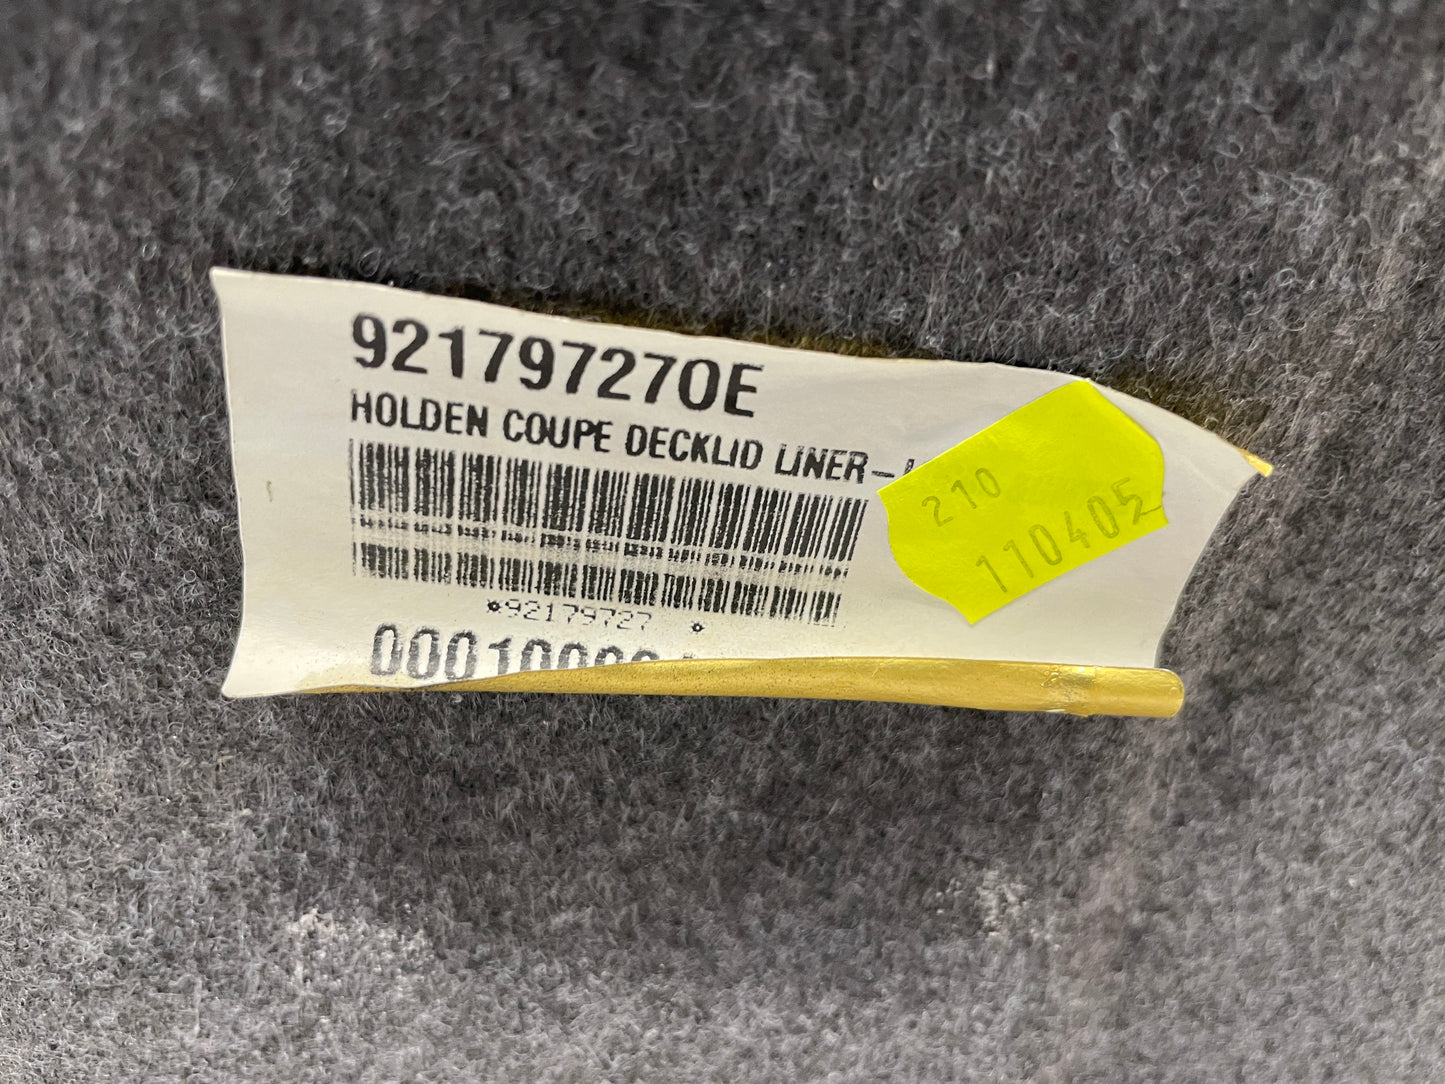 92179727OE
HOLDEN COUPE DECKLID LINER-
*92179727 *
210
110405